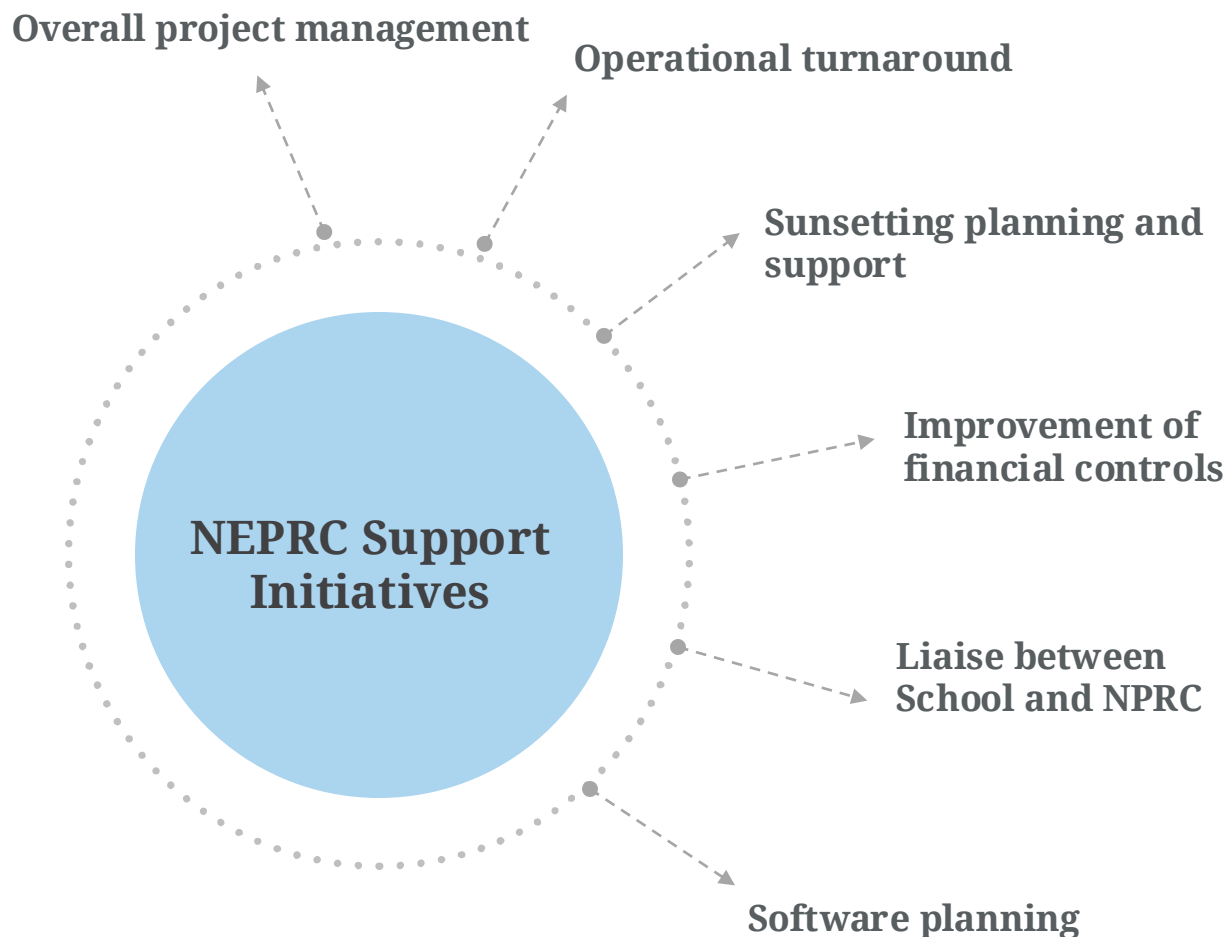 Overall project management
Operational turnaround
Sunsetting planning and
support
Improvement of
financial controls
NEPRC Support
Initiatives
Liaise between
School and NPRC
Software planning